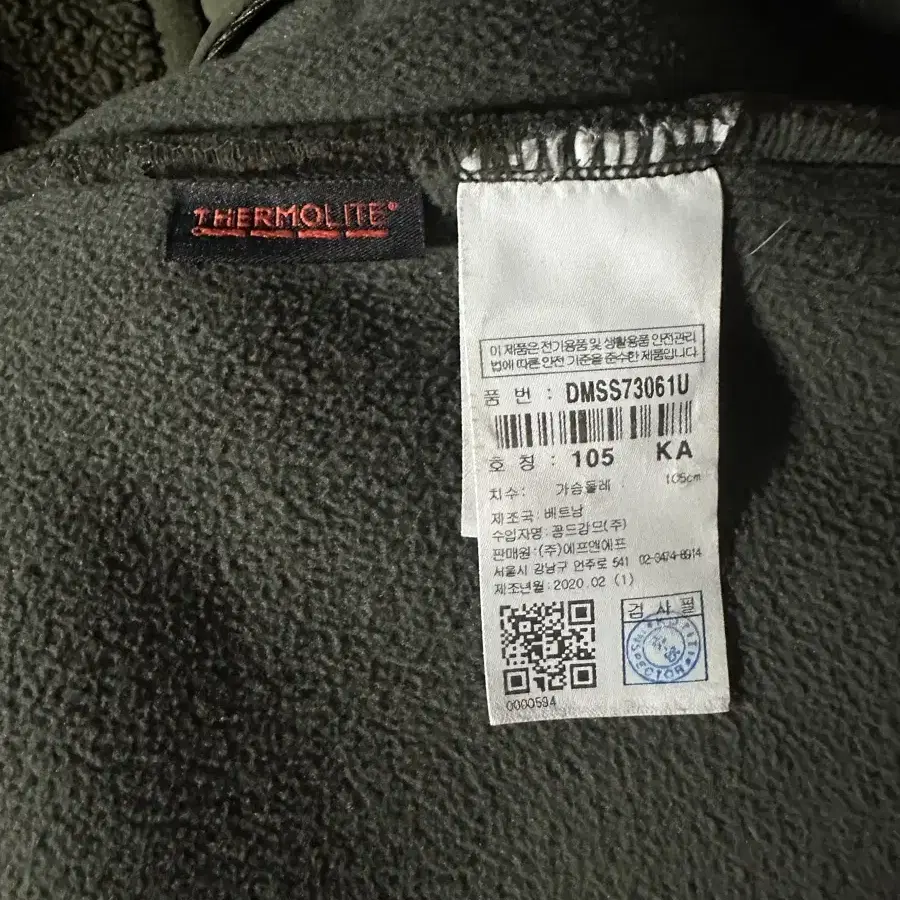 THERMOLITE®
이 제품은 전기용품 및 생활용품 안전관리
법에 따른 안전 기준을 준수한 제품입니다
품 번 : DMSS73061U
호 칭 : 105 KA
치수: 가슴둘레 105cm
제조국: 베트남
수입자명: 꽁드감므(주)
판매원: (주)에프앤에프
서울시 강남구 언주로 541 02-3474-8914
제조년월: 2020.02 (1)
검 사 필
0000594